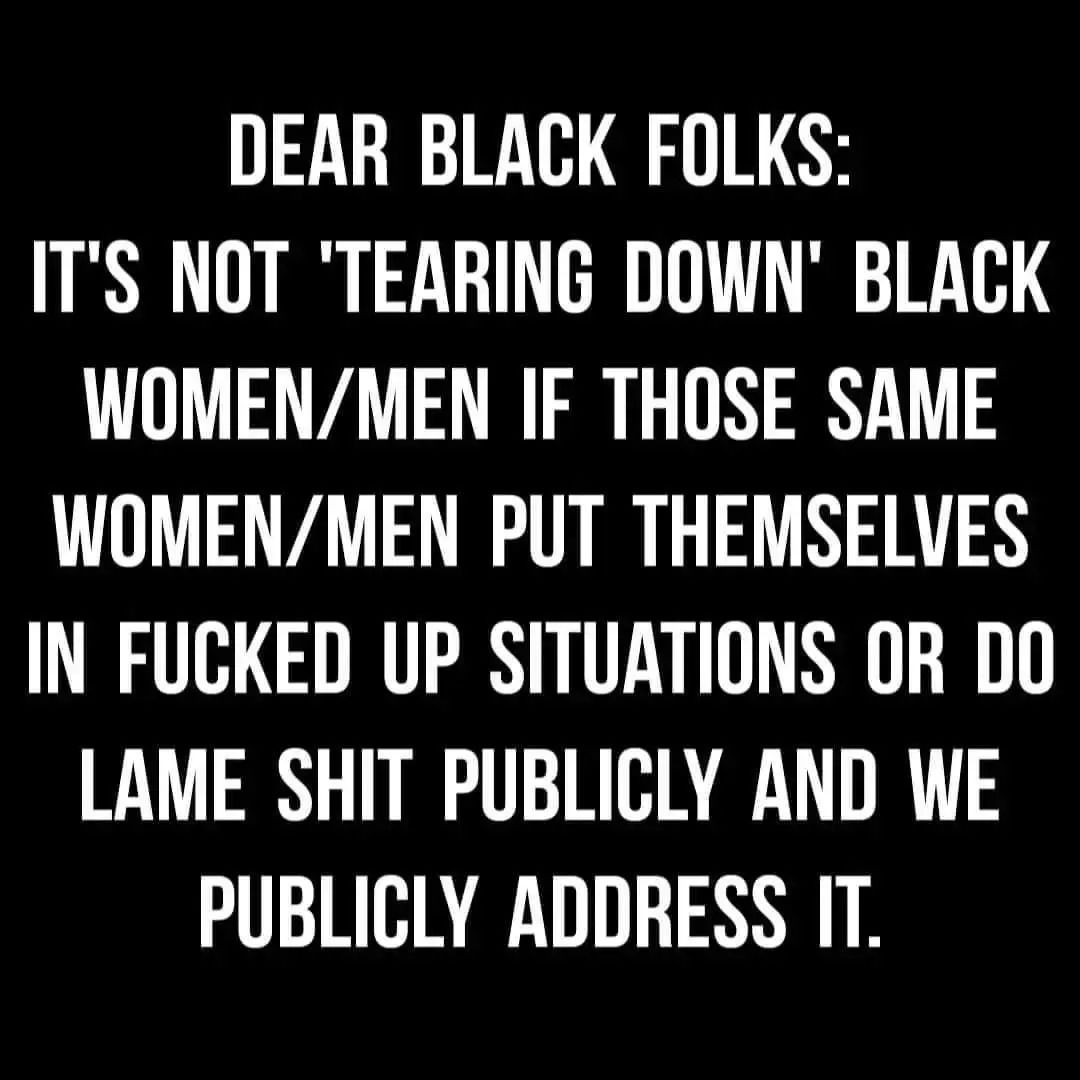 DEAR BLACK FOLKS:
IT'S NOT 'TEARING DOWN' BLACK
WOMEN/MEN IF THOSE SAME
WOMEN/MEN PUT THEMSELVES
IN FUCKED UP SITUATIONS OR DO
LAME SHIT PUBLICLY AND WE
PUBLICLY ADDRESS IT.